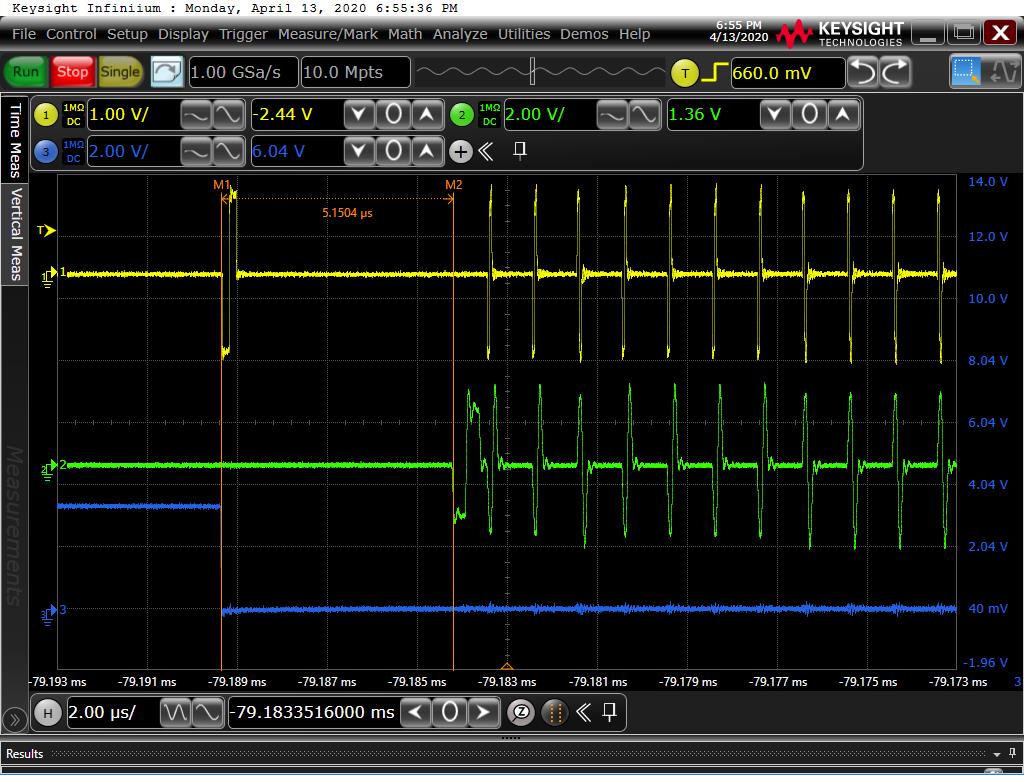 Keysight Infiniium : Monday, April 13, 2020 6:55:36 PM
File Control Setup Display Trigger Measure/Mark Math Analyze Utilities Demos Help
6:55 PM
4/13/2020
KEYSIGHT
TECHNOLOGIES
Run Stop Single 1.00 GSa/s 10.0 Mpts T 660.0 mV
1 1MΩ DC 1.00 V/ -2.44 V 0 2 1MΩ DC 2.00 V/ 1.36 V 0
3 1MΩ DC 2.00 V/ 6.04 V 0
Time Meas
Vertical Meas
Measurements
M1 M2
5.1504 µs
T
1 1
2 2
3 3
14.0 V
12.0 V
10.0 V
8.04 V
6.04 V
4.04 V
2.04 V
40 mV
-1.96 V
-79.193 ms -79.191 ms -79.189 ms -79.187 ms -79.185 ms -79.183 ms -79.181 ms -79.179 ms -79.177 ms -79.175 ms -79.173 ms 3
H 2.00 µs/ -79.1833516000 ms 0 Z
Results